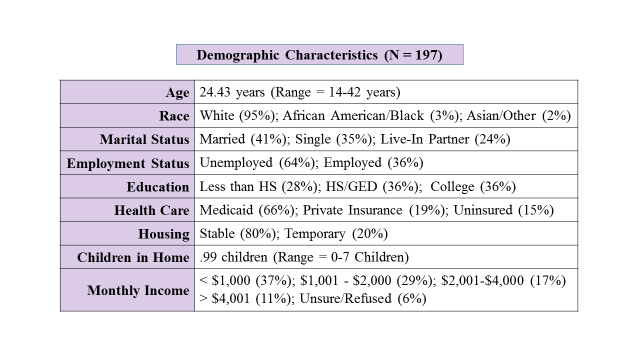 Demographic Characteristics (N = 197)
Age 24.43 years (Range = 14-42 years)
Race White (95%); African American/Black (3%); Asian/Other (2%)
Marital Status Married (41%); Single (35%); Live-In Partner (24%)
Employment Status Unemployed (64%); Employed (36%)
Education Less than HS (28%); HS/GED (36%); College (36%)
Health Care Medicaid (66%); Private Insurance (19%); Uninsured (15%)
Housing Stable (80%); Temporary (20%)
Children in Home .99 children (Range = 0-7 Children)
Monthly Income < $1,000 (37%); $1,001 - $2,000 (29%); $2,001-$4,000 (17%)
> $4,001 (11%); Unsure/Refused (6%)